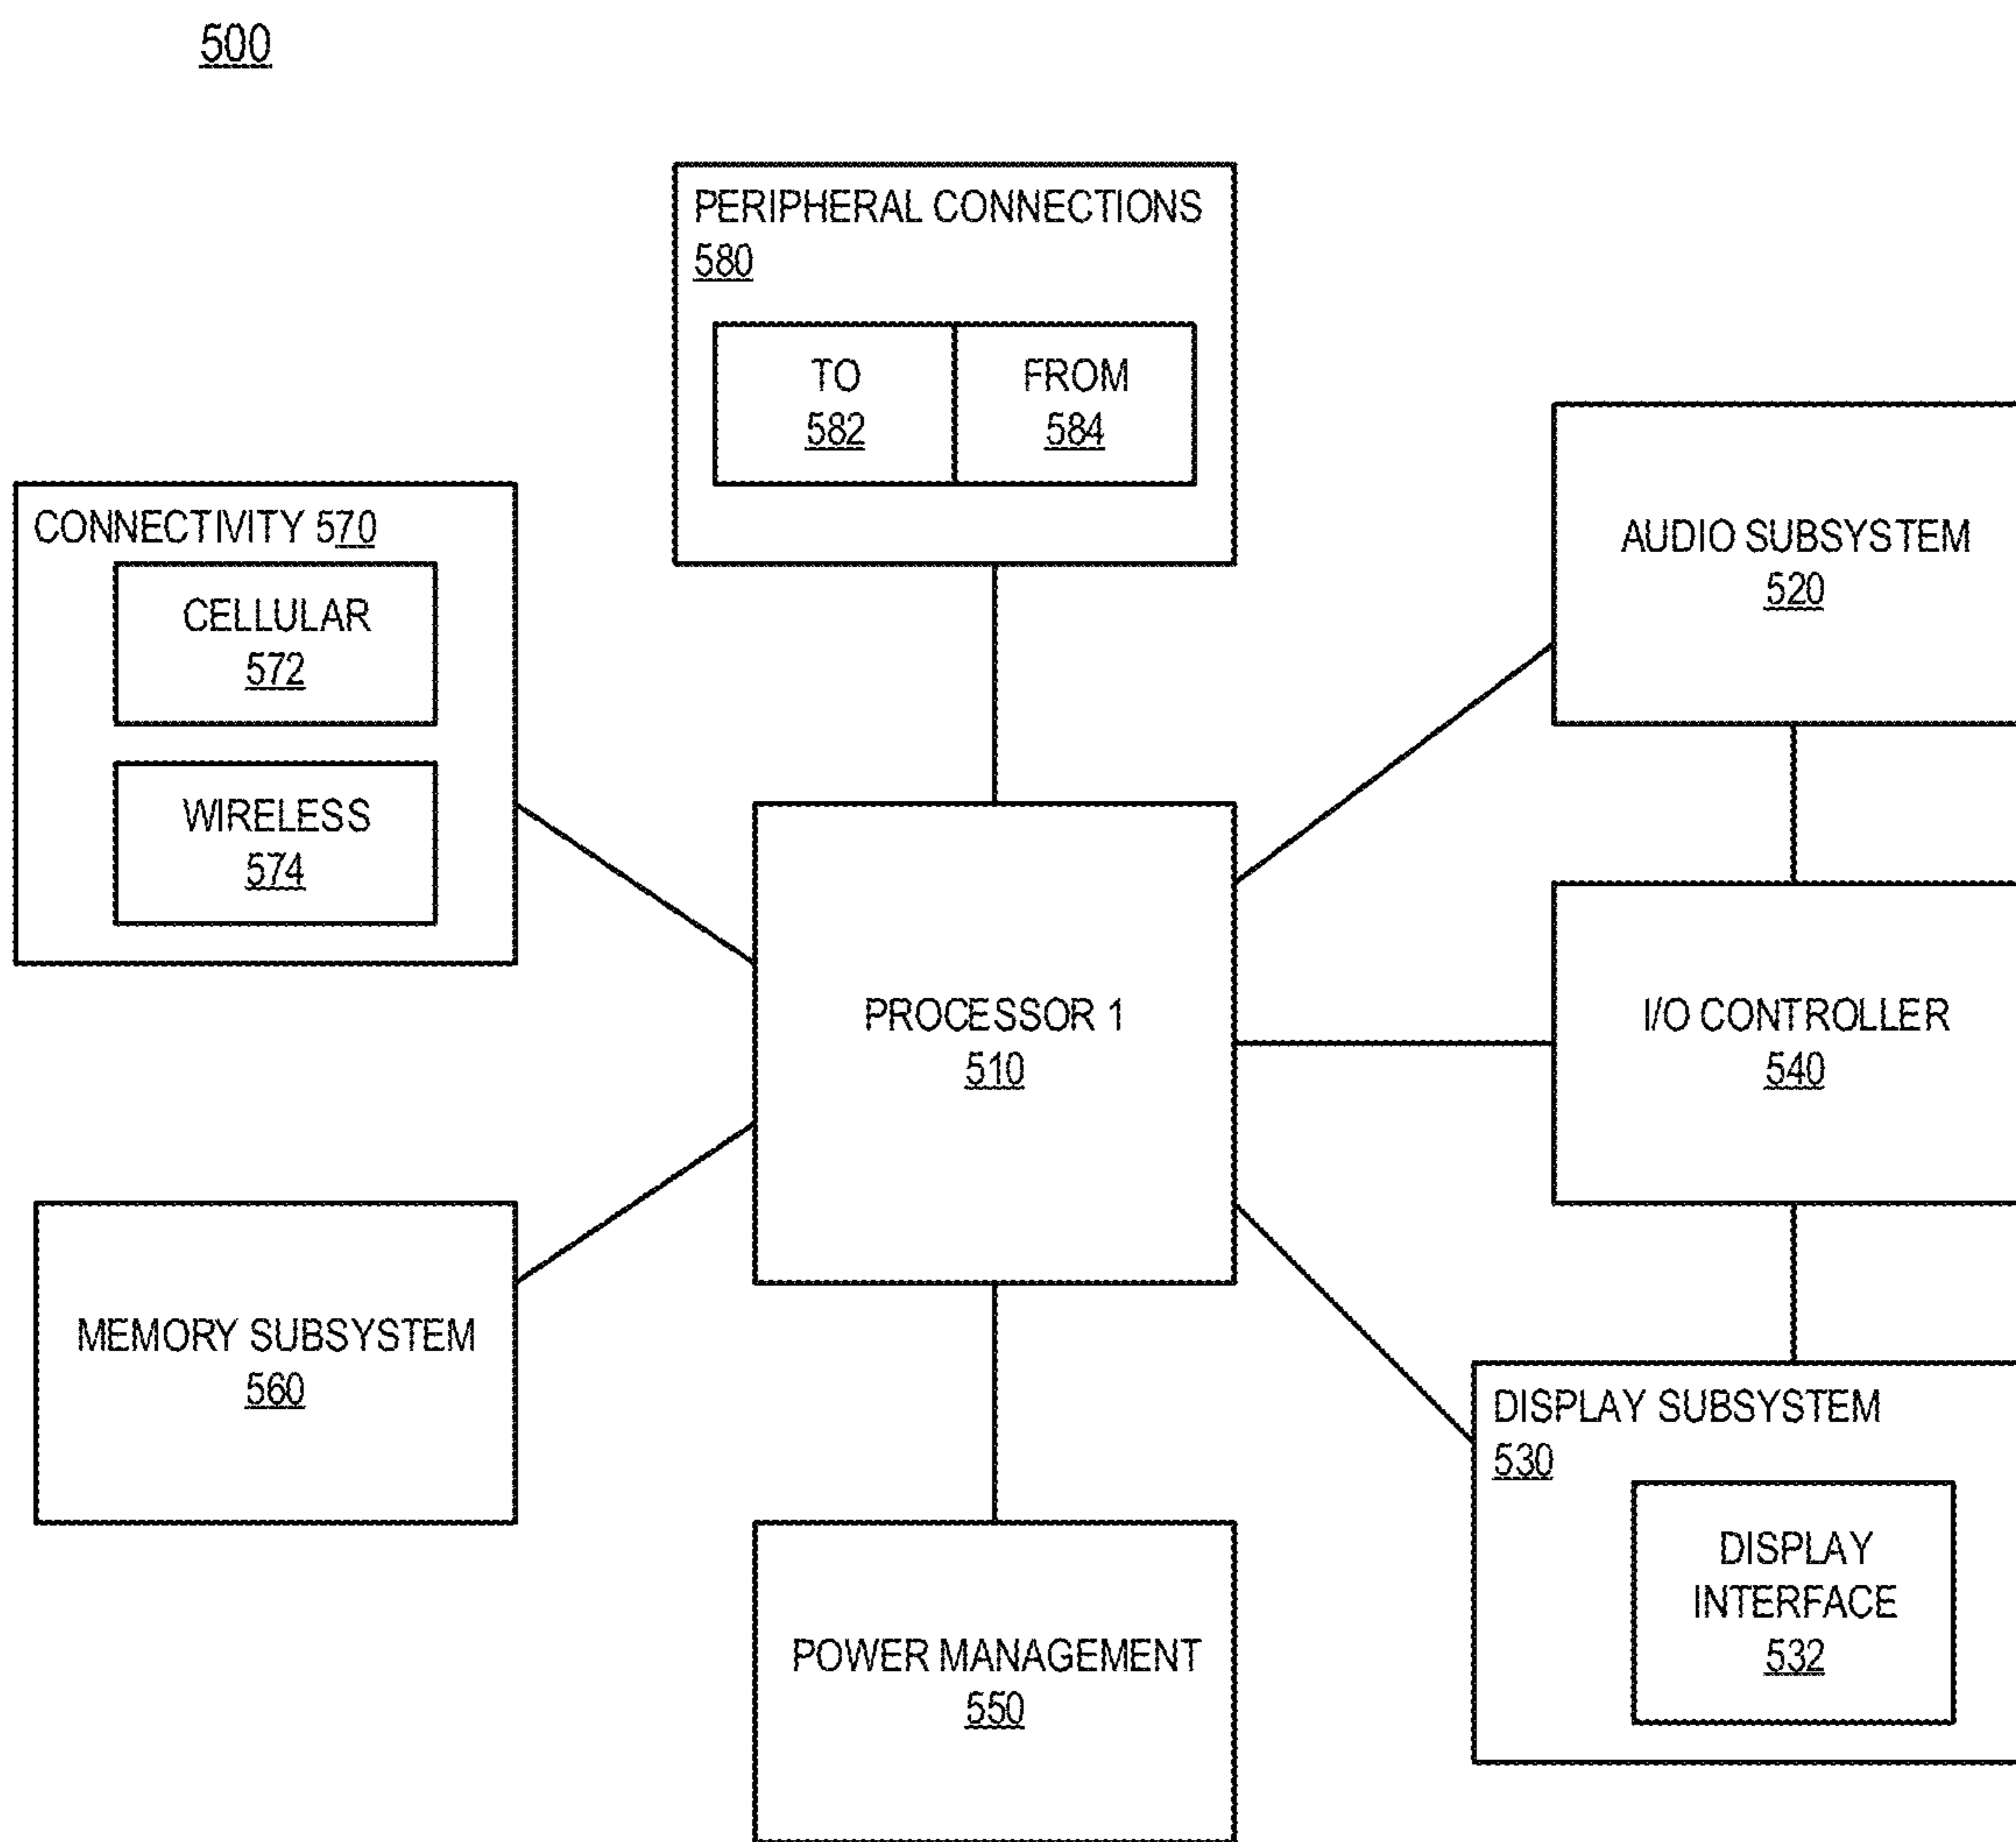 500
PERIPHERAL CONNECTIONS
580
TO
582
FROM
584
CONNECTIVITY 570
CELLULAR
572
WIRELESS
574
AUDIO SUBSYSTEM
520
PROCESSOR 1
510
I/O CONTROLLER
540
MEMORY SUBSYSTEM
560
DISPLAY SUBSYSTEM
530
DISPLAY
INTERFACE
532
POWER MANAGEMENT
550